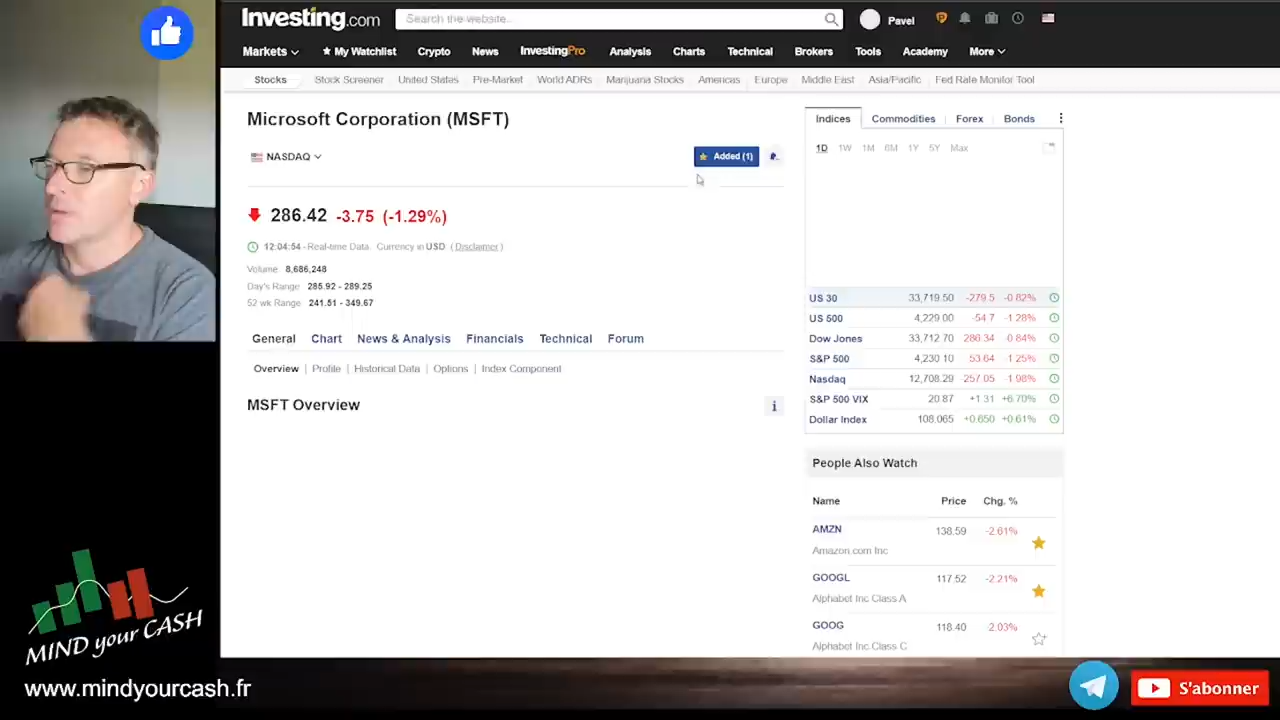 Investing.com
Search the website...
Pavel
Markets
My Watchlist
Crypto
News
InvestingPro
Analysis
Charts
Technical
Brokers
Tools
Academy
More
Stocks
Stock Screener
United States
Pre-Market
World ADRs
Marijuana Stocks
Americas
Europe
Middle East
Asia/Pacific
Fed Rate Monitor Tool
Microsoft Corporation (MSFT)
NASDAQ
Added (1)
286.42 -3.75 (-1.29%)
12:04:54 - Real-time Data. Currency in USD ( Disclaimer )
Volume 8,686,248
Day's Range 285.92 - 289.25
52 wk Range 241.51 - 349.67
General Chart News & Analysis Financials Technical Forum
Overview | Profile | Historical Data | Options | Index Component
MSFT Overview
i
Indices Commodities Forex Bonds
1D 1W 1M 6M 1Y 5Y Max
US 30 33,719.50 -279.5 -0.82%
US 500 4,229.00 -54.7 -1.28%
Dow Jones 33,712.70 286.34 -0.84%
S&P 500 4,230.10 53.64 -1.25%
Nasdaq 12,708.29 257.05 -1.98%
S&P 500 VIX 20.87 +1.31 +6.70%
Dollar Index 108.065 +0.650 +0.61%
People Also Watch
Name Price Chg. %
AMZN 138.59 -2.61%
Amazon.com Inc
GOOGL 117.52 -2.21%
Alphabet Inc Class A
GOOG 118.40 2.03%
Alphabet Inc Class C
MIND your CASH
www.mindyourcash.fr
S'abonner